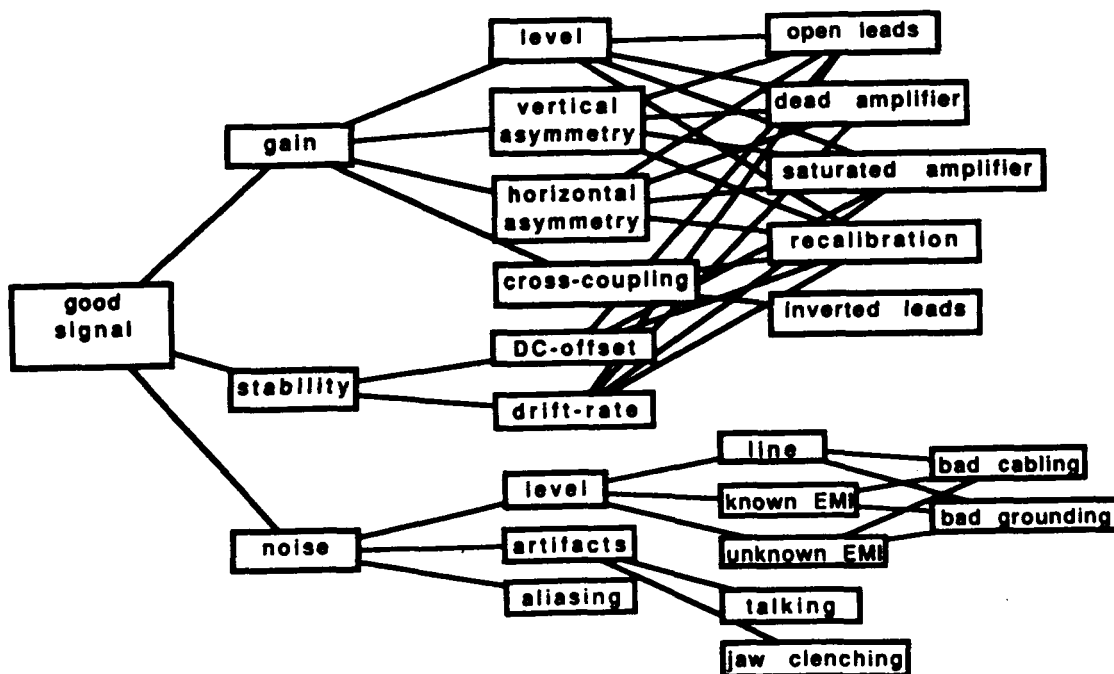 good
signal
gain
stability
noise
level
vertical
asymmetry
horizontal
asymmetry
cross-coupling
DC-offset
drift-rate
level
artifacts
aliasing
open leads
dead amplifier
saturated amplifier
recalibration
inverted leads
line
known EMI
unknown EMI
talking
jaw clenching
bad cabling
bad grounding